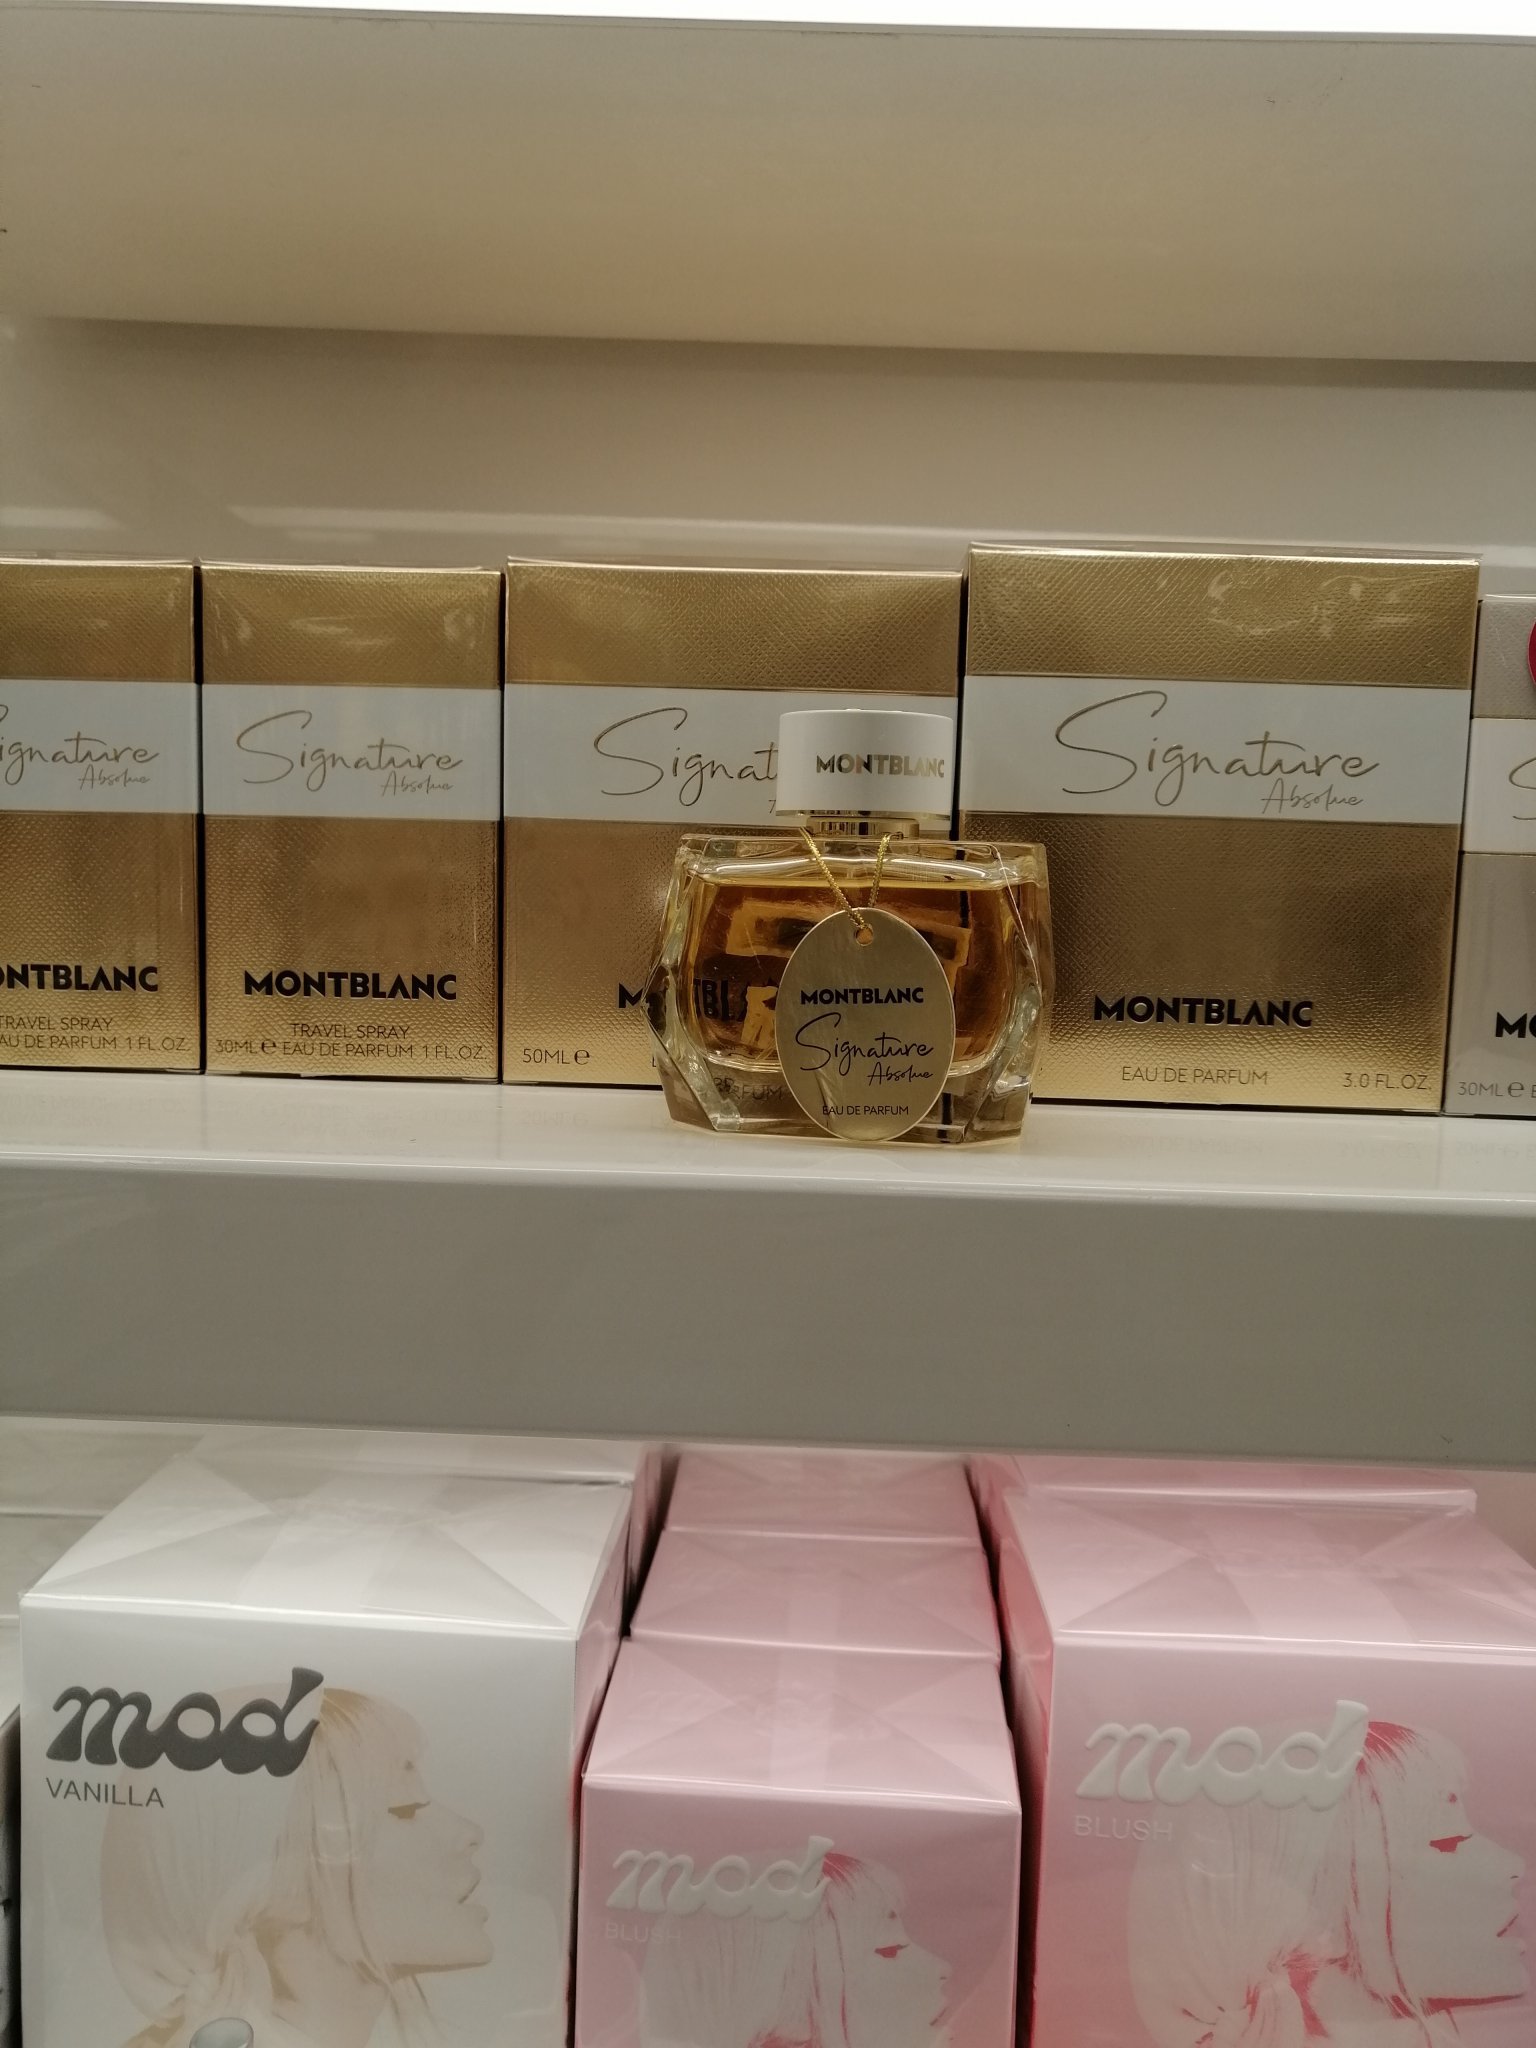 Signature
Absolue
MONTBLANC
TRAVEL SPRAY
EAU DE PARFUM 1 FL.OZ.
Signature
Absolue
MONTBLANC
TRAVEL SPRAY
30ML℮ EAU DE PARFUM 1 FL.OZ.
Signat
50ML℮
MONTBLANC
MONTBLANC
Signature
Absolue
EAU DE PARFUM
Signature
Absolue
MONTBLANC
EAU DE PARFUM 3.0 FL.OZ.
30ML℮
mod
VANILLA
mod
BLUSH
mod
BLUSH